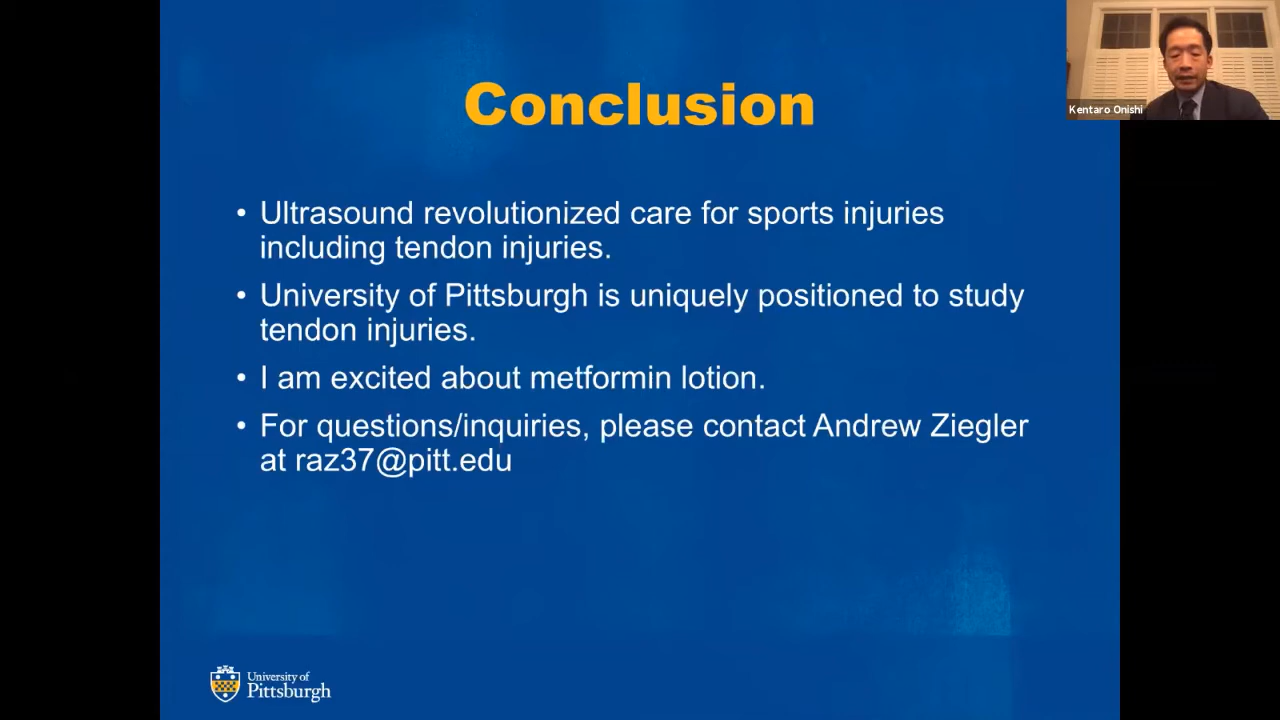 Conclusion
• Ultrasound revolutionized care for sports injuries
including tendon injuries.
• University of Pittsburgh is uniquely positioned to study
tendon injuries.
• I am excited about metformin lotion.
• For questions/inquiries, please contact Andrew Ziegler
at raz37@pitt.edu
Kentaro Onishi
University of
Pittsburgh